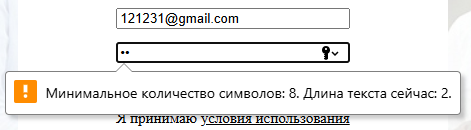 121231@gmail.com
••
Минимальное количество символов: 8. Длина текста сейчас: 2.
Я принимаю условия использования